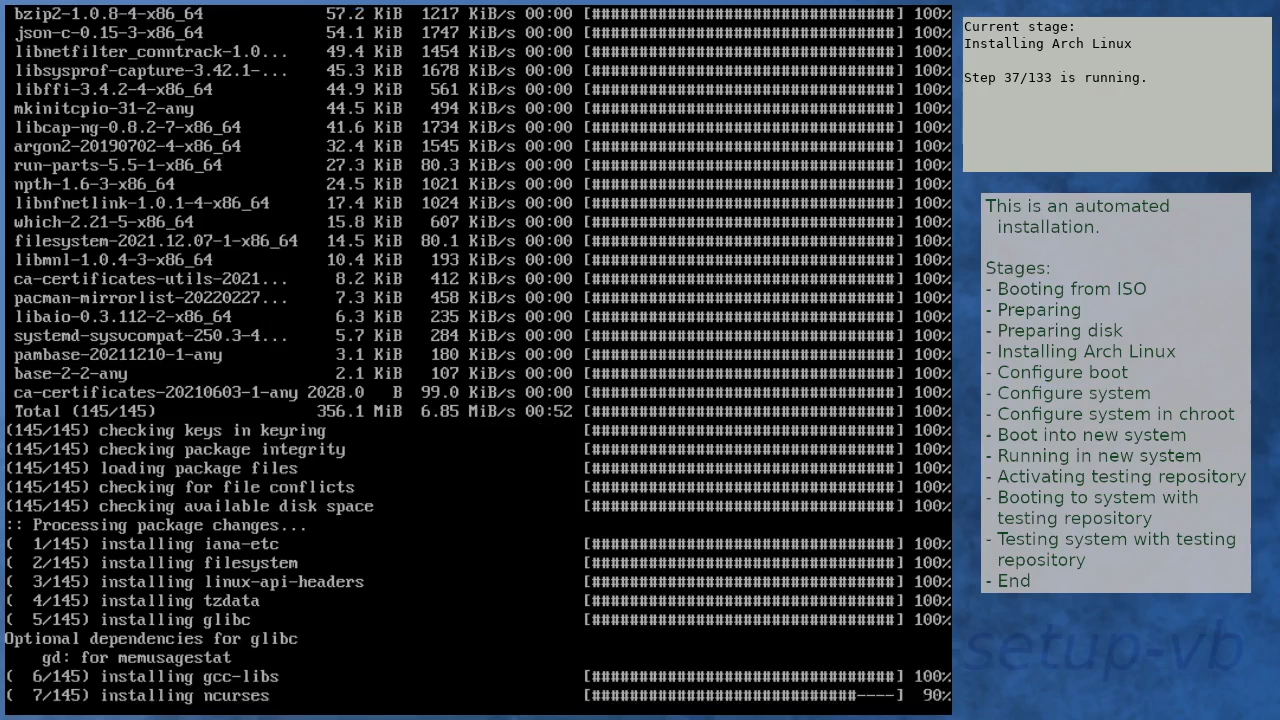 bzip2-1.0.8-4-x86_64 57.2 KiB 1217 KiB/s 00:00 [################################] 100%
json-c-0.15-3-x86_64 54.1 KiB 1747 KiB/s 00:00 [################################] 100%
libnetfilter_conntrack-1.0... 49.4 KiB 1454 KiB/s 00:00 [################################] 100%
libsysprof-capture-3.42.1-... 45.3 KiB 1678 KiB/s 00:00 [################################] 100%
libffi-3.4.2-4-x86_64 44.9 KiB 561 KiB/s 00:00 [################################] 100%
mkinitcpio-31-2-any 44.5 KiB 494 KiB/s 00:00 [################################] 100%
libcap-ng-0.8.2-7-x86_64 41.6 KiB 1734 KiB/s 00:00 [################################] 100%
argon2-20190702-4-x86_64 32.4 KiB 1545 KiB/s 00:00 [################################] 100%
run-parts-5.5-1-x86_64 27.3 KiB 80.3 KiB/s 00:00 [################################] 100%
npth-1.6-3-x86_64 24.5 KiB 1021 KiB/s 00:00 [################################] 100%
libnfnetlink-1.0.1-4-x86_64 17.4 KiB 1024 KiB/s 00:00 [################################] 100%
which-2.21-5-x86_64 15.8 KiB 607 KiB/s 00:00 [################################] 100%
filesystem-2021.12.07-1-x86_64 14.5 KiB 80.1 KiB/s 00:00 [################################] 100%
libmnl-1.0.4-3-x86_64 10.4 KiB 193 KiB/s 00:00 [################################] 100%
ca-certificates-utils-2021... 8.2 KiB 412 KiB/s 00:00 [################################] 100%
pacman-mirrorlist-20220227... 7.3 KiB 458 KiB/s 00:00 [################################] 100%
libaio-0.3.112-2-x86_64 6.3 KiB 235 KiB/s 00:00 [################################] 100%
systemd-sysvcompat-250.3-4... 5.7 KiB 284 KiB/s 00:00 [################################] 100%
pambase-20211210-1-any 3.1 KiB 180 KiB/s 00:00 [################################] 100%
base-2-2-any 2.1 KiB 107 KiB/s 00:00 [################################] 100%
ca-certificates-20210603-1-any 2028.0 B 99.0 KiB/s 00:00 [################################] 100%
Total (145/145) 356.1 MiB 6.85 MiB/s 00:52 [################################] 100%
(145/145) checking keys in keyring [################################] 100%
(145/145) checking package integrity [################################] 100%
(145/145) loading package files [################################] 100%
(145/145) checking for file conflicts [################################] 100%
(145/145) checking available disk space [################################] 100%
:: Processing package changes...
( 1/145) installing iana-etc [################################] 100%
( 2/145) installing filesystem [################################] 100%
( 3/145) installing linux-api-headers [################################] 100%
( 4/145) installing tzdata [################################] 100%
( 5/145) installing glibc [################################] 100%
Optional dependencies for glibc
gd: for memusagestat
( 6/145) installing gcc-libs [################################] 100%
( 7/145) installing ncurses [############################----] 90%
Current stage:
Installing Arch Linux
Step 37/133 is running.
This is an automated
installation.
Stages:
- Booting from ISO
- Preparing
- Preparing disk
- Installing Arch Linux
- Configure boot
- Configure system
- Configure system in chroot
- Boot into new system
- Running in new system
- Activating testing repository
- Booting to system with
testing repository
- Testing system with testing
repository
- End
setup-vb